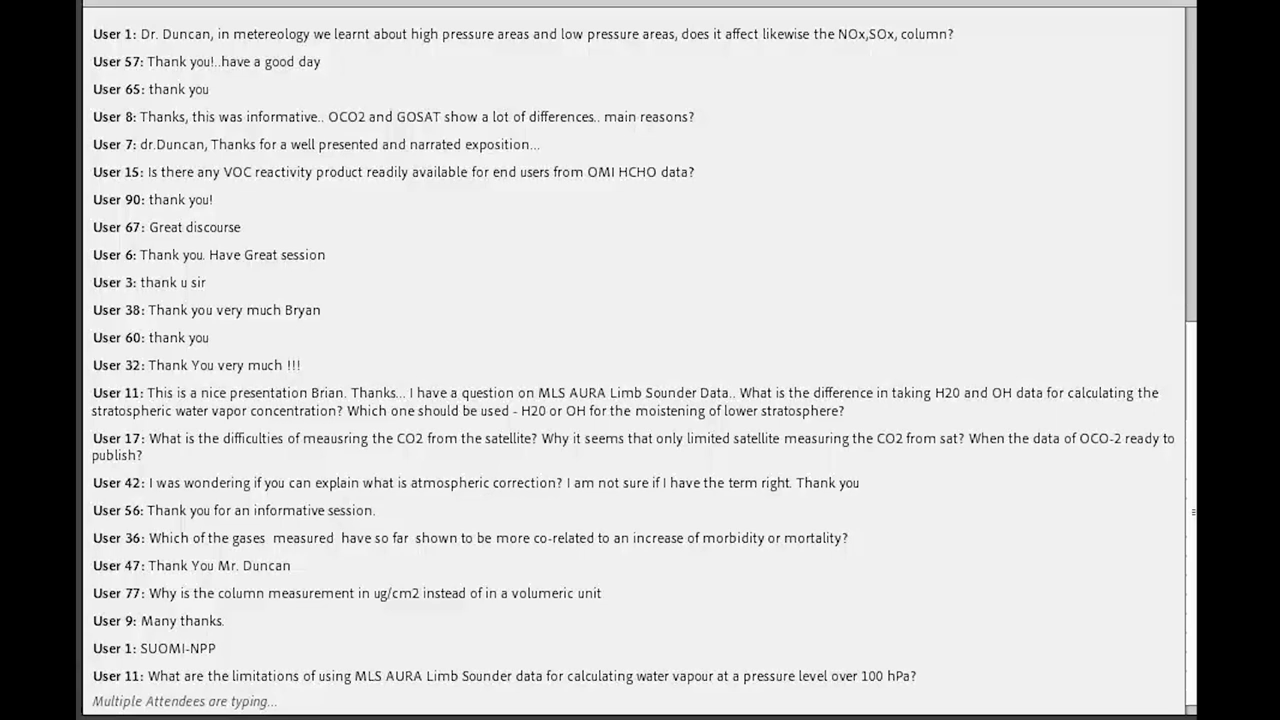 User 1: Dr. Duncan, in metereology we learnt about high pressure areas and low pressure areas, does it affect likewise the NOx,SOx, column?
User 57: Thank you!..have a good day
User 65: thank you
User 8: Thanks, this was informative.. OCO2 and GOSAT show a lot of differences.. main reasons?
User 7: dr.Duncan, Thanks for a well presented and narrated exposition...
User 15: Is there any VOC reactivity product readily available for end users from OMI HCHO data?
User 90: thank you!
User 67: Great discourse
User 6: Thank you. Have Great session
User 3: thank u sir
User 38: Thank you very much Bryan
User 60: thank you
User 32: Thank You very much !!!
User 11: This is a nice presentation Brian. Thanks... I have a question on MLS AURA Limb Sounder Data.. What is the difference in taking H20 and OH data for calculating the
stratospheric water vapor concentration? Which one should be used - H20 or OH for the moistening of lower stratosphere?
User 17: What is the difficulties of meausring the CO2 from the satellite? Why it seems that only limited satellite measuring the CO2 from sat? When the data of OCO-2 ready to
publish?
User 42: I was wondering if you can explain what is atmospheric correction? I am not sure if I have the term right. Thank you
User 56: Thank you for an informative session.
User 36: Which of the gases  measured  have so far  shown to be more co-related to an increase of morbidity or mortality?
User 47: Thank You Mr. Duncan
User 77: Why is the column measurement in ug/cm2 instead of in a volumeric unit
User 9: Many thanks.
User 1: SUOMI-NPP
User 11: What are the limitations of using MLS AURA Limb Sounder data for calculating water vapour at a pressure level over 100 hPa?
Multiple Attendees are typing...